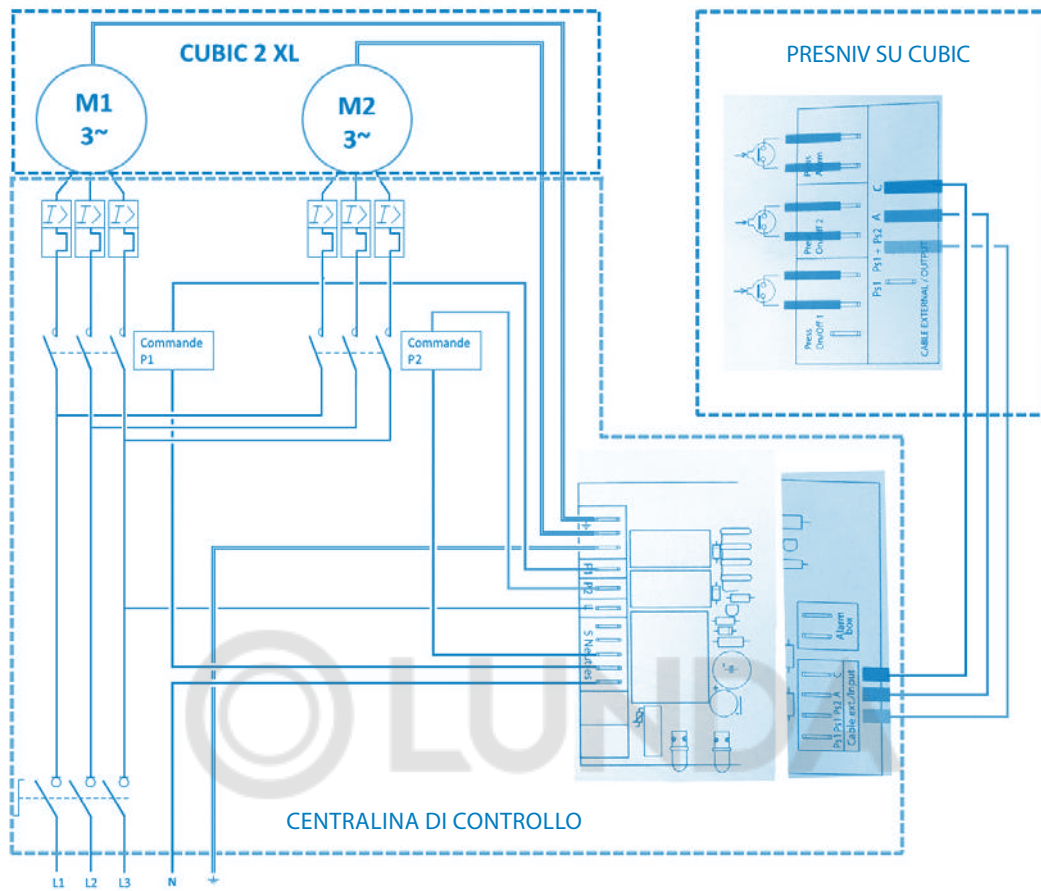 CUBIC 2 XL
M1
3~
M2
3~
PRESNIV SU CUBIC
Press
Alarm
Press
On/Off 2
Press
On/Off 1
C
A
Ps1 + Ps2
Ps1
CABLE EXTERNAL / OUTPUT
I>
I>
I>
I>
I>
I>
Commande
P1
Commande
P2
P1
P2
L
5 Neutres
Alarm
box
C
A
Ps2
Ps1
Ps1
Cable ext./Input
LUNDA
CENTRALINA DI CONTROLLO
L1
L2
L3
N